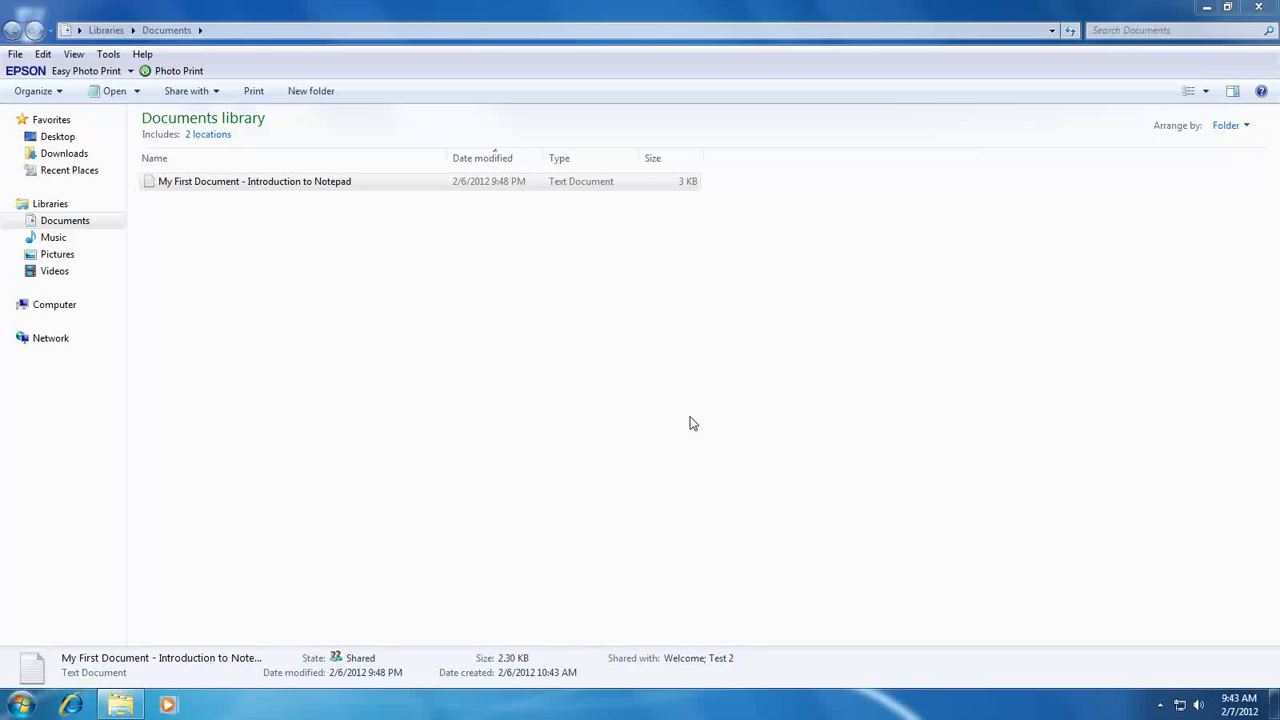 Libraries Documents
Search Documents
File Edit View Tools Help
EPSON Easy Photo Print Photo Print
Organize Open Share with Print New folder
Favorites
Desktop
Downloads
Recent Places
Libraries
Documents
Music
Pictures
Videos
Computer
Network
Documents library
Includes: 2 locations
Arrange by: Folder
Name Date modified Type Size
My First Document - Introduction to Notepad 2/6/2012 9:48 PM Text Document 3 KB
My First Document - Introduction to Note... State: Shared Size: 2.30 KB Shared with: Welcome; Test 2
Text Document Date modified: 2/6/2012 9:48 PM Date created: 2/6/2012 10:43 AM
9:43 AM
2/7/2012